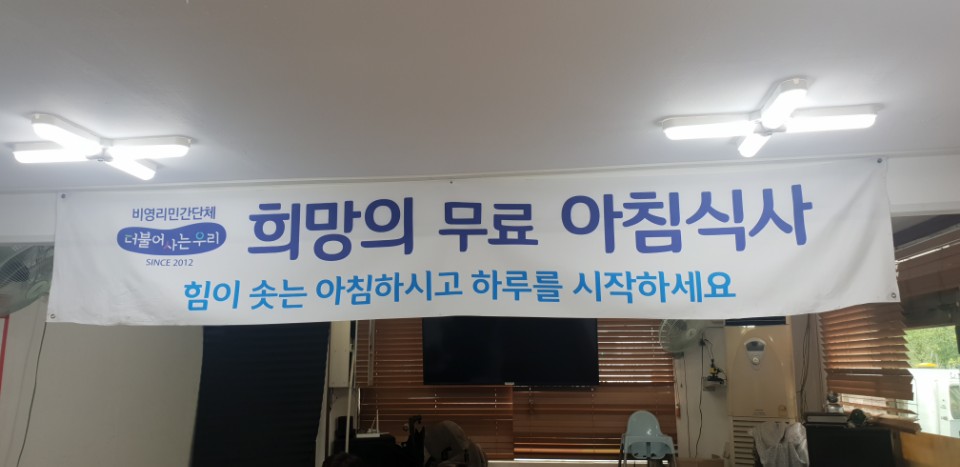 비영리민간단체
더불어 사는 우리
SINCE 2012
희망의 무료 아침식사
힘이 솟는 아침하시고 하루를 시작하세요